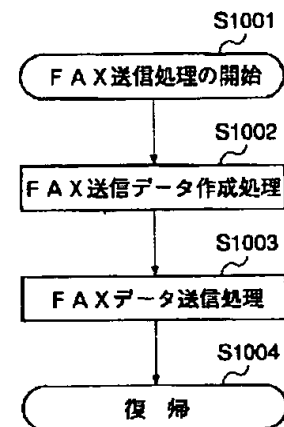 S1001
FAX送信処理の開始
S1002
FAX送信データ作成処理
S1003
FAXデータ送信処理
S1004
復帰